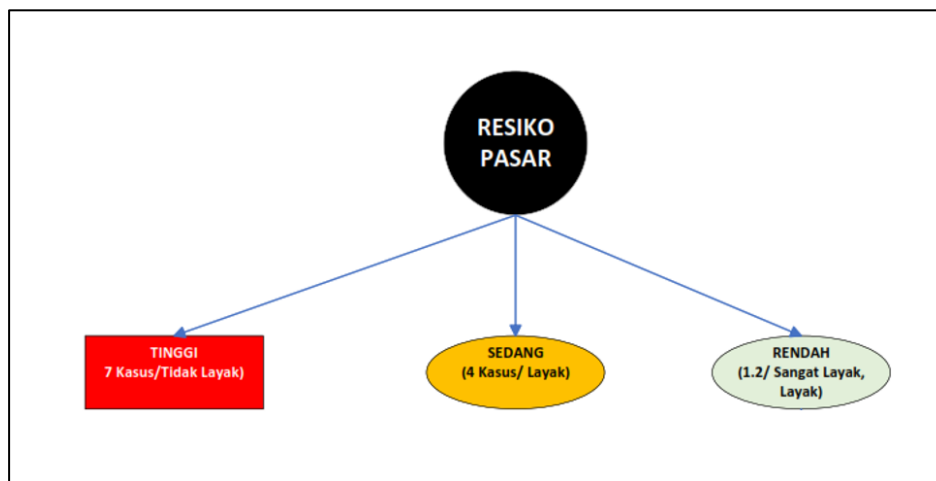 RESIKO
PASAR
TINGGI
7 Kasus/Tidak Layak)
SEDANG
(4 Kasus/ Layak)
RENDAH
(1.2/ Sangat Layak,
Layak)